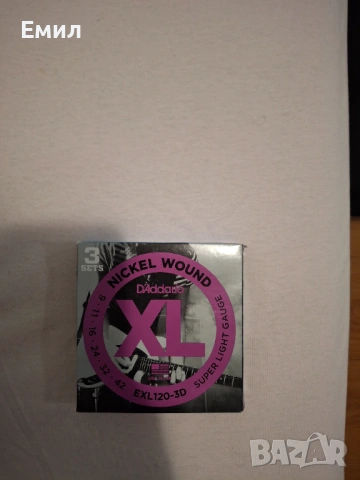 Емил
3
SETS
NICKEL WOUND
D'Addario
XL
9 · 11 · 16 · 24 · 32 · 42
EXL120-3D
SUPER LIGHT GAUGE
BAZAR